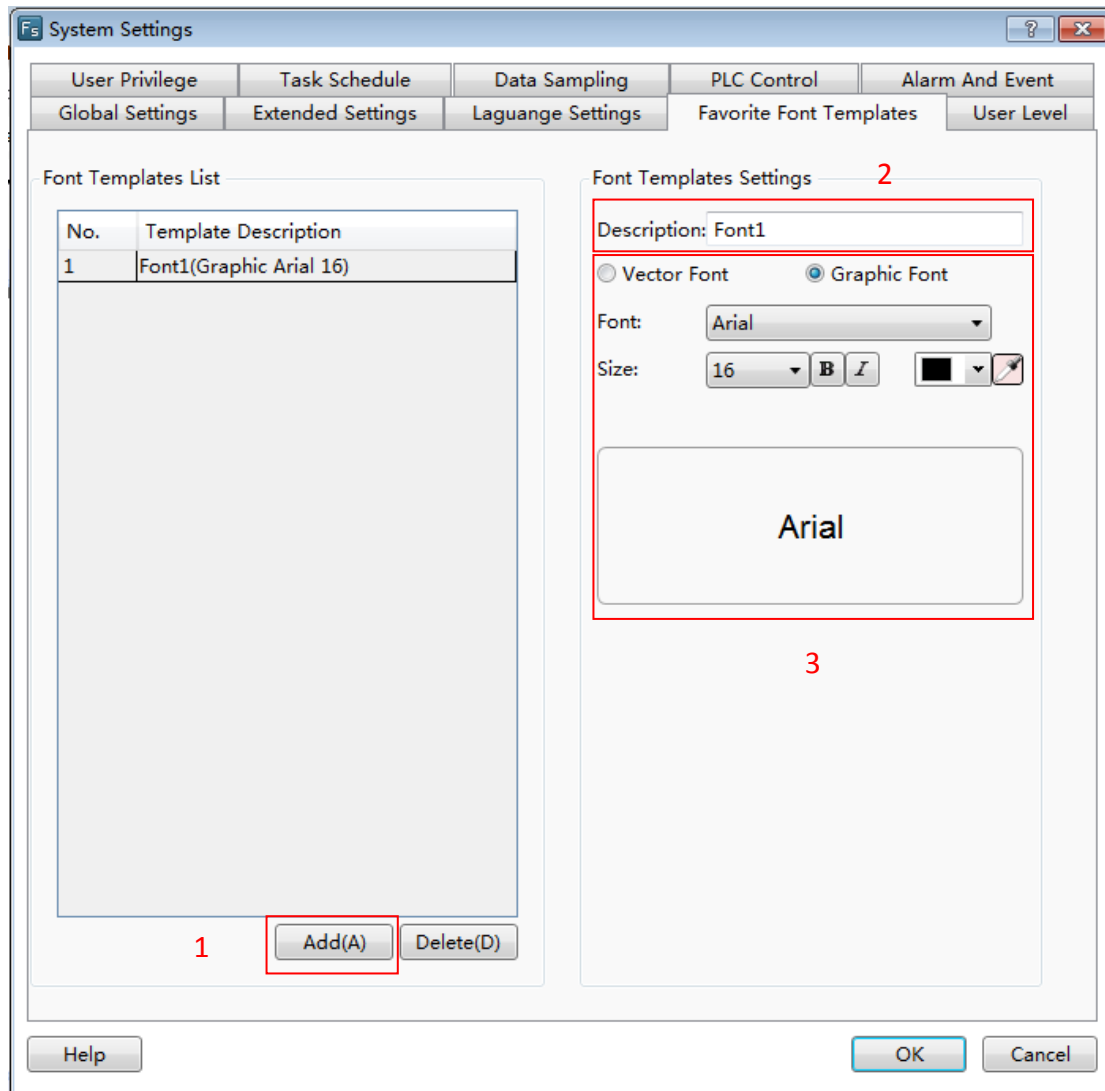 Fs System Settings
User Privilege Task Schedule Data Sampling PLC Control Alarm And Event
Global Settings Extended Settings Laguange Settings Favorite Font Templates User Level
Font Templates List
No. Template Description
1 Font1(Graphic Arial 16)
1
Add(A) Delete(D)
Font Templates Settings 2
Description: Font1
Vector Font Graphic Font
Font: Arial
Size: 16 B I
Arial
3
Help OK Cancel